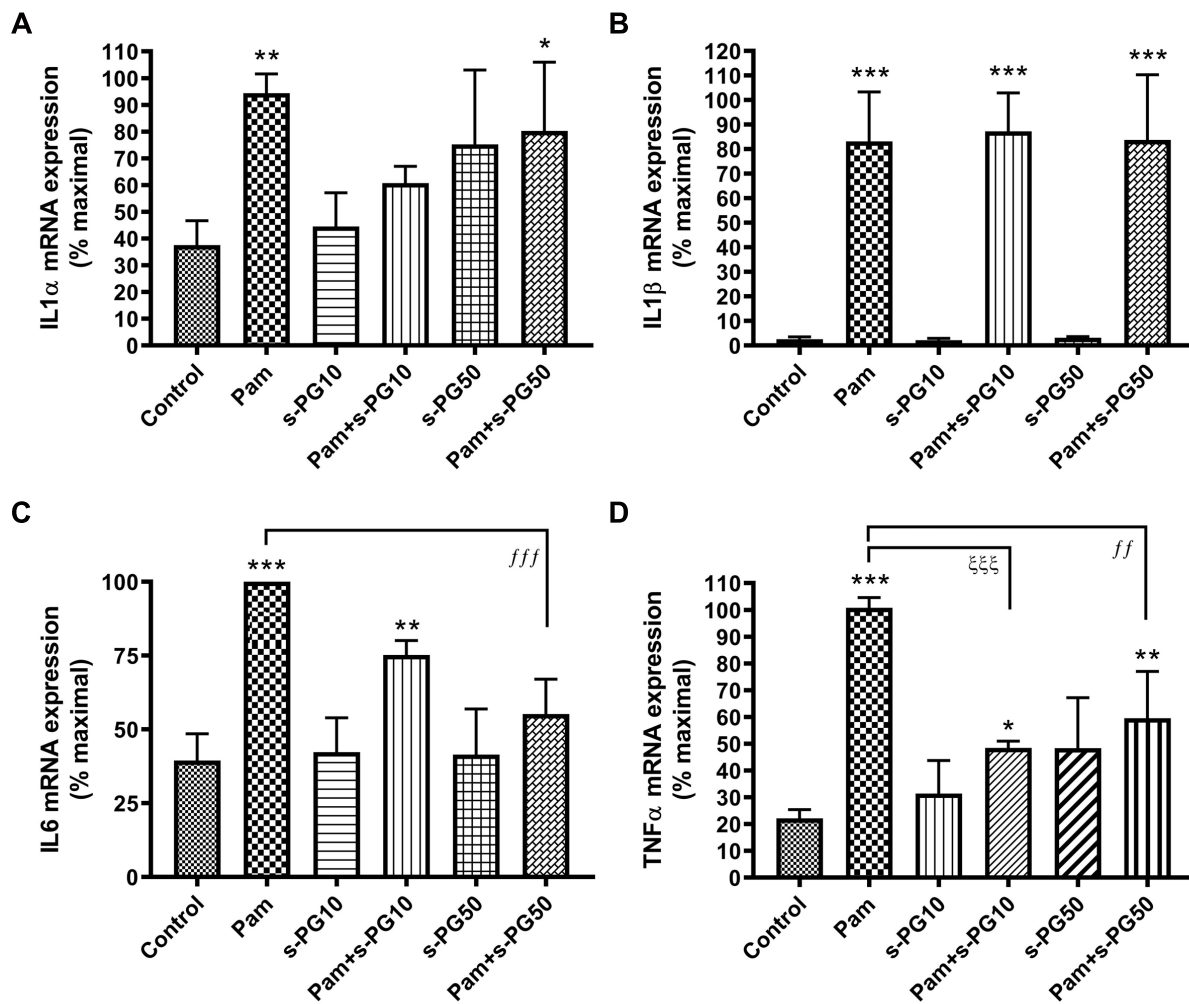 A
IL1α mRNA expression
(% maximal)
110
100
90
80
70
60
50
40
30
20
10
0
**
*
Control
Pam
s-PG10
Pam+s-PG10
s-PG50
Pam+s-PG50
B
IL1β mRNA expression
(% maximal)
120
110
100
90
80
70
60
50
40
30
20
10
0
***
***
***
Control
Pam
s-PG10
Pam+s-PG10
s-PG50
Pam+s-PG50
C
IL6 mRNA expression
(% maximal)
100
75
50
25
0
***
**
fff
Control
Pam
s-PG10
Pam+s-PG10
s-PG50
Pam+s-PG50
D
TNFα mRNA expression
(% maximal)
110
100
90
80
70
60
50
40
30
20
10
0
***
ξξξ
ff
*
**
Control
Pam
s-PG10
Pam+s-PG10
s-PG50
Pam+s-PG50